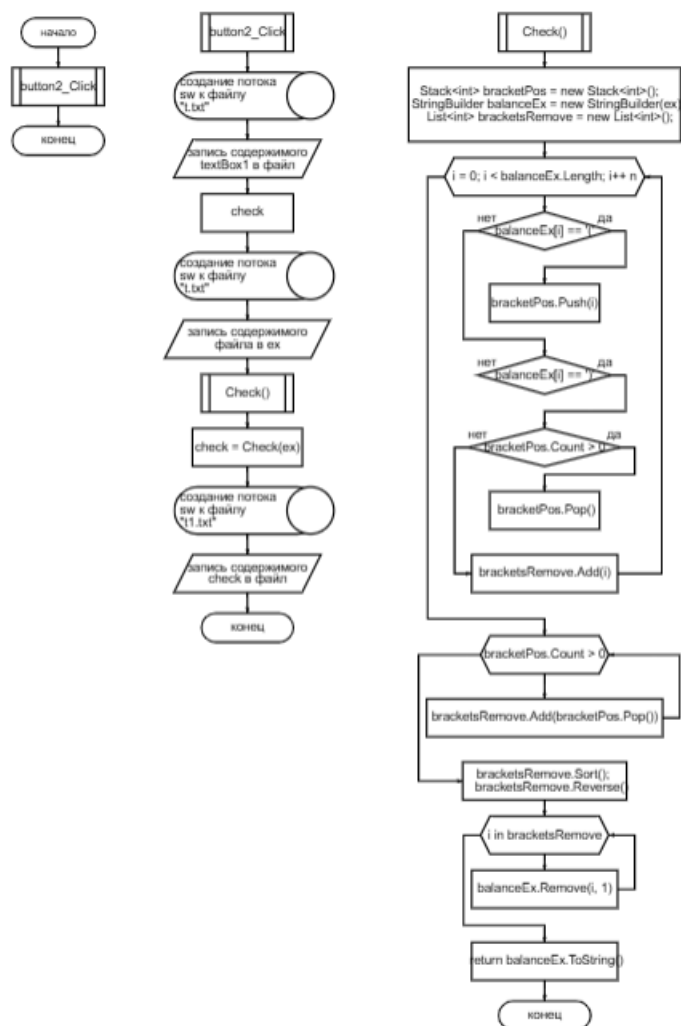 начало
button2_Click
конец
button2_Click
создание потока
sw к файлу
"t.txt"
запись содержимого
textBox1 в файл
check
создание потока
sw к файлу
"t.txt"
запись содержимого
файла в ex
Check()
check = Check(ex)
создание потока
sw к файлу
"t1.txt"
запись содержимого
check в файл
конец
Check()
Stack<int> bracketPos = new Stack<int>();
StringBuilder balanceEx = new StringBuilder(ex)
List<int> bracketsRemove = new List<int>();
i = 0; i < balanceEx.Length; i++ n
нет
да
balanceEx[i] == '('
bracketPos.Push(i)
нет
да
balanceEx[i] == ')'
нет
да
bracketPos.Count > 0
bracketPos.Pop()
bracketsRemove.Add(i)
bracketPos.Count > 0
bracketsRemove.Add(bracketPos.Pop())
bracketsRemove.Sort();
bracketsRemove.Reverse()
i in bracketsRemove
balanceEx.Remove(i, 1)
return balanceEx.ToString()
конец